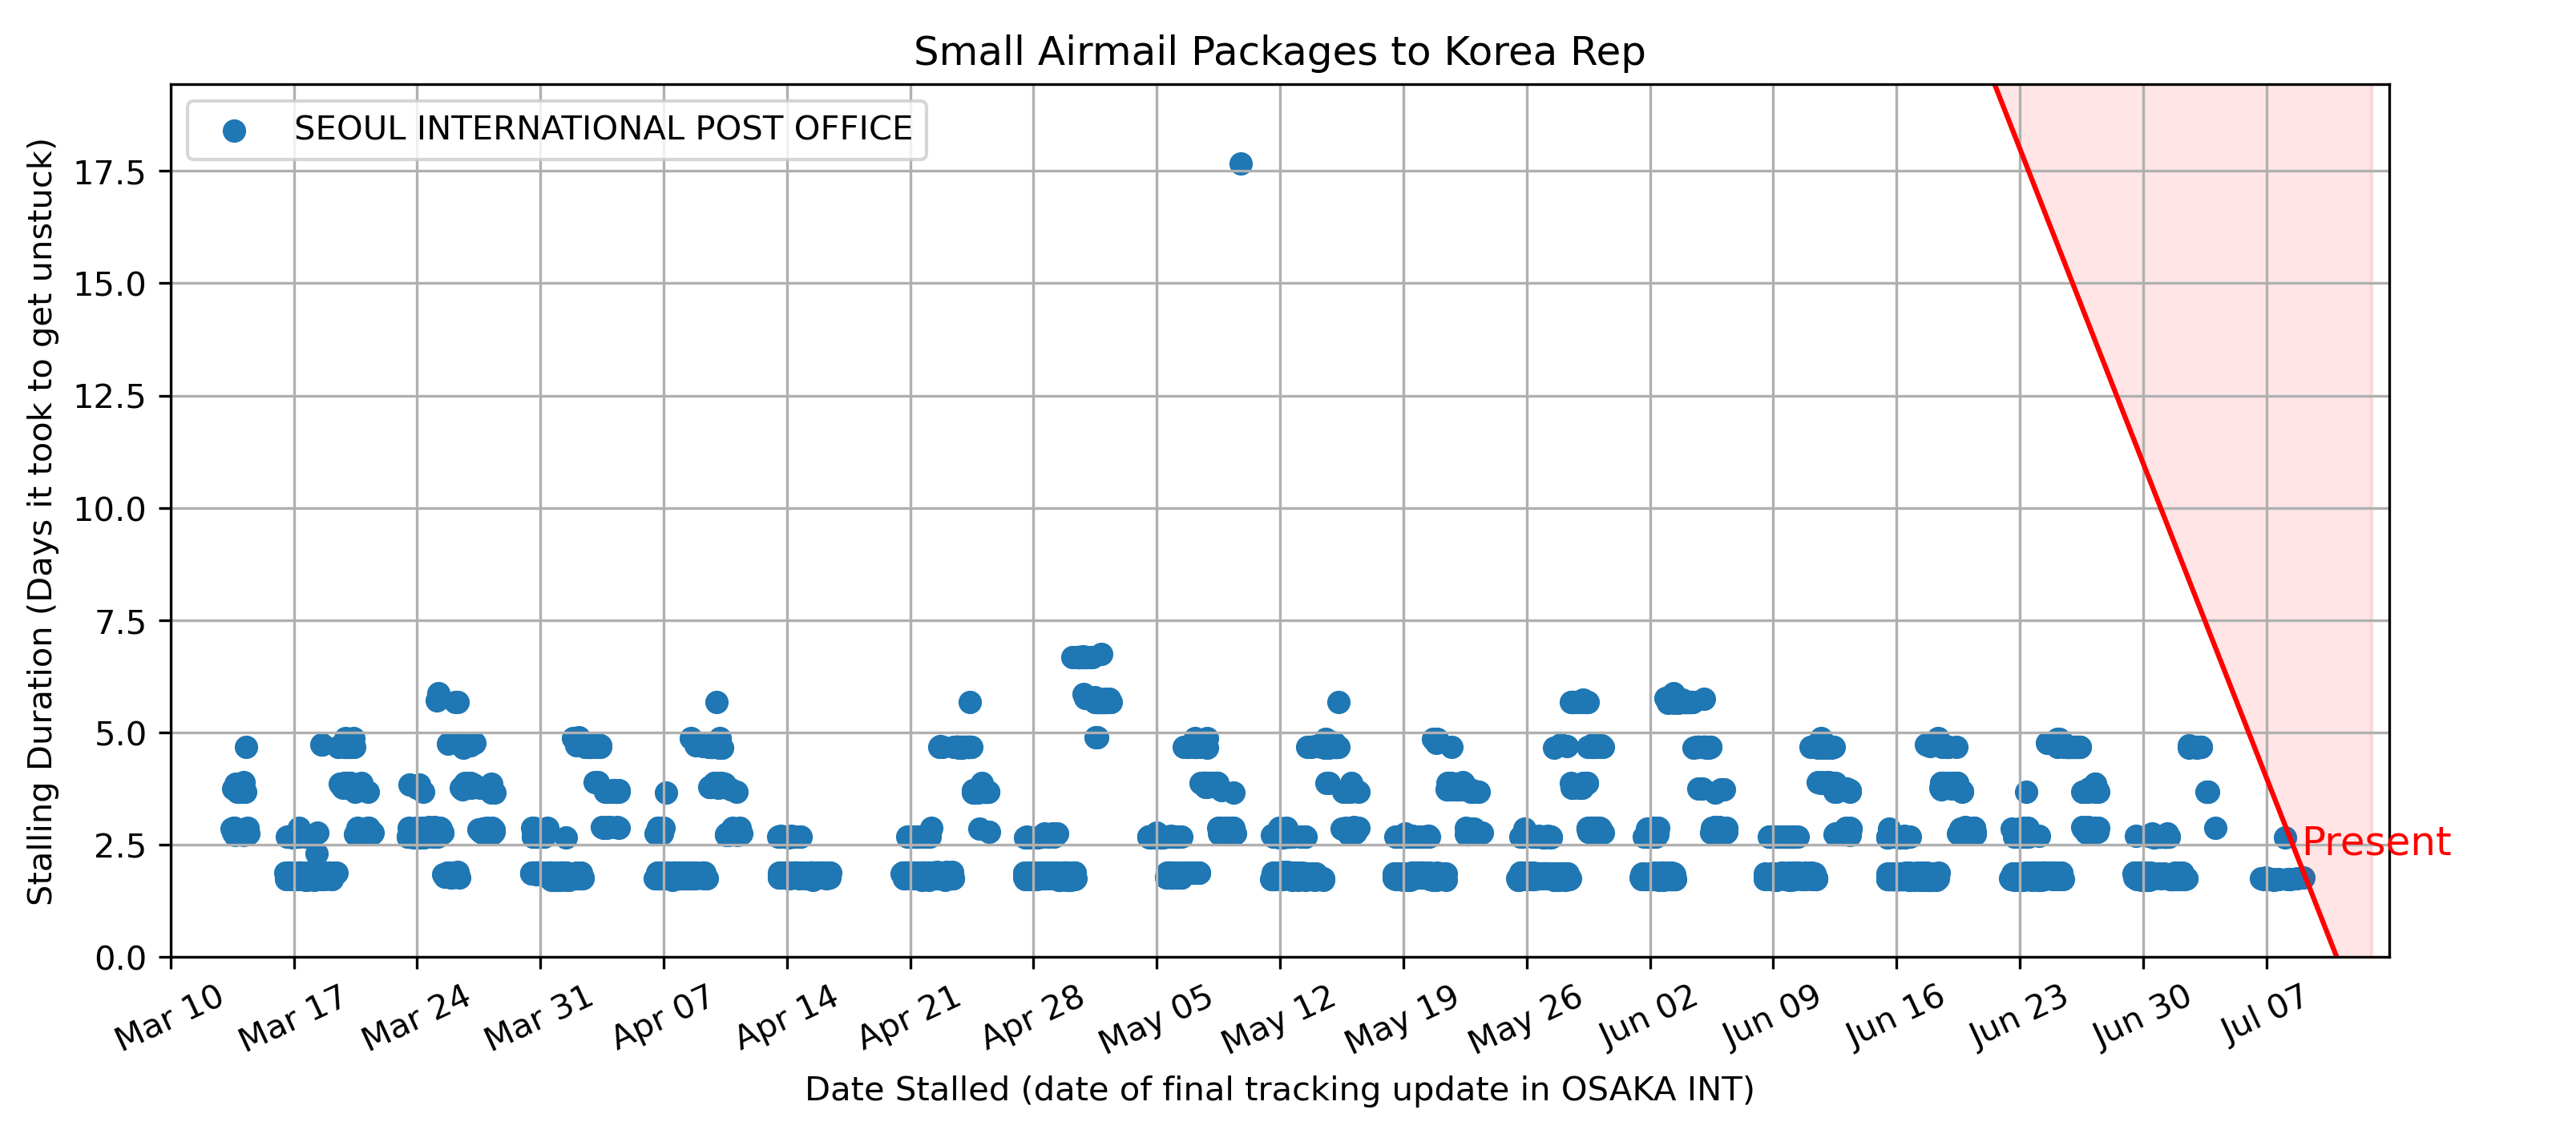 Small Airmail Packages to Korea Rep
SEOUL INTERNATIONAL POST OFFICE
Stalling Duration (Days it took to get unstuck)
17.5
15.0
12.5
10.0
7.5
5.0
2.5
0.0
Present
Mar 10
Mar 17
Mar 24
Mar 31
Apr 07
Apr 14
Apr 21
Apr 28
May 05
May 12
May 19
May 26
Jun 02
Jun 09
Jun 16
Jun 23
Jun 30
Jul 07
Date Stalled (date of final tracking update in OSAKA INT)